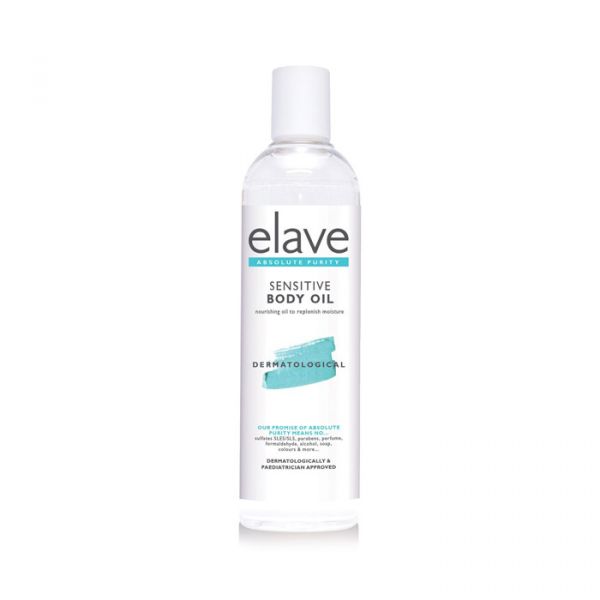 elave
ABSOLUTE PURITY
SENSITIVE
BODY OIL
nourishing oil to replenish moisture
DERMATOLOGICAL
OUR PROMISE OF ABSOLUTE
PURITY MEANS NO...
sulfates SLES/SLS, parabens, perfume,
formaldehyde, alcohol, soap,
colours & more...
DERMATOLOGICALLY &
PAEDIATRICIAN APPROVED